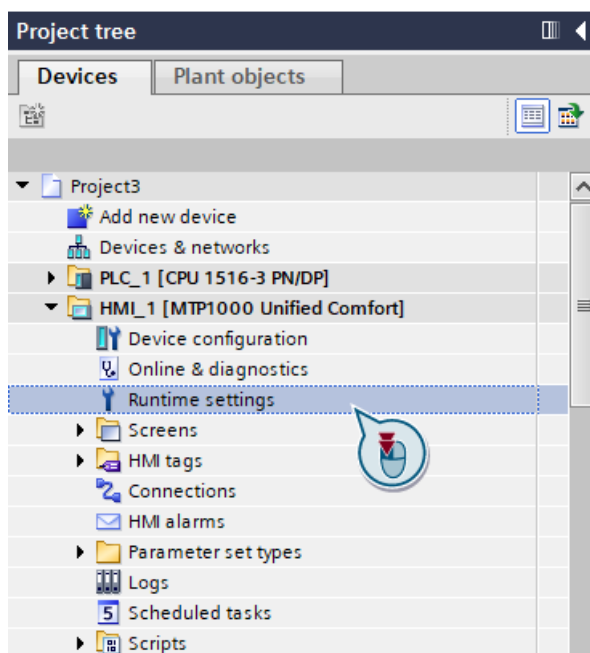 Project tree
Devices
Plant objects
Project3
Add new device
Devices & networks
PLC_1 [CPU 1516-3 PN/DP]
HMI_1 [MTP1000 Unified Comfort]
Device configuration
Online & diagnostics
Runtime settings
Screens
HMI tags
Connections
HMI alarms
Parameter set types
Logs
5 Scheduled tasks
Scripts